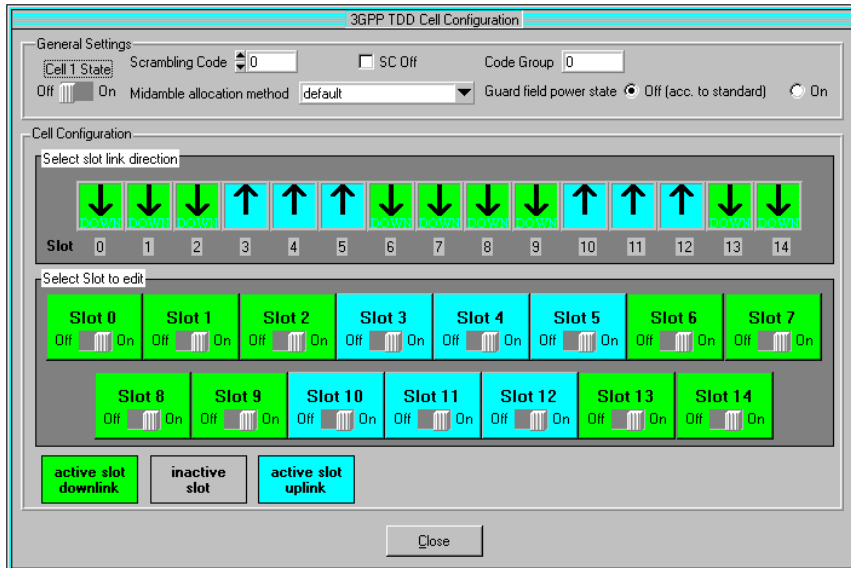 3GPP TDD Cell Configuration
General Settings
Cell 1 State
Scrambling Code 0 SC Off Code Group 0
Off On Midamble allocation method default Guard field power state Off (acc. to standard) On
Cell Configuration
Select slot link direction
DOWN DOWN DOWN DOWN DOWN DOWN DOWN DOWN DOWN
Slot 0 1 2 3 4 5 6 7 8 9 10 11 12 13 14
Select Slot to edit
Slot 0 Slot 1 Slot 2 Slot 3 Slot 4 Slot 5 Slot 6 Slot 7
Off On Off On Off On Off On Off On Off On Off On Off On
Slot 8 Slot 9 Slot 10 Slot 11 Slot 12 Slot 13 Slot 14
Off On Off On Off On Off On Off On Off On Off On
active slot inactive active slot
downlink slot uplink
Close